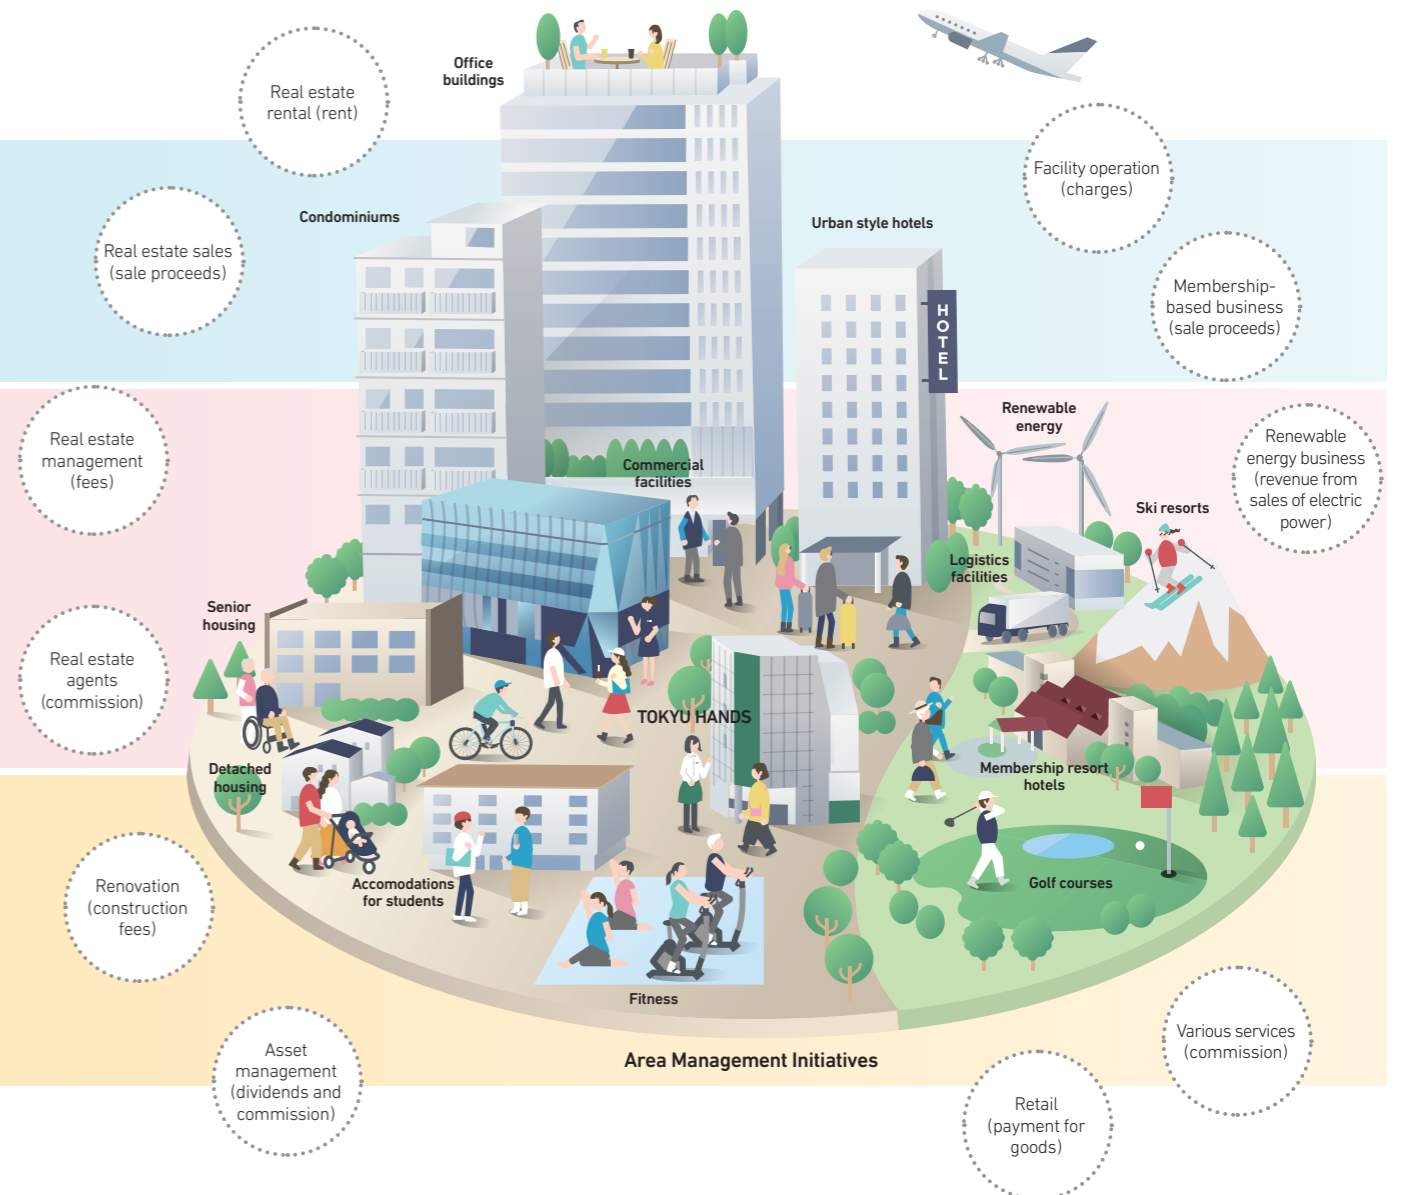 Office
buildings
Real estate
rental (rent)
Facility operation
(charges)
Condominiums
Urban style hotels
Real estate sales
(sale proceeds)
Membership-
based business
(sale proceeds)
H
O
T
E
L
Renewable
energy
Real estate
management
(fees)
Renewable
energy business
(revenue from
sales of electric
power)
Commercial
facilities
Ski resorts
Logistics
facilities
Senior
housing
Real estate
agents
(commission)
TOKYU HANDS
Detached
housing
Membership resort
hotels
Accomodations
for students
Golf courses
Renovation
(construction
fees)
Fitness
Area Management Initiatives
Various services
(commission)
Asset
management
(dividends and
commission)
Retail
(payment for
goods)